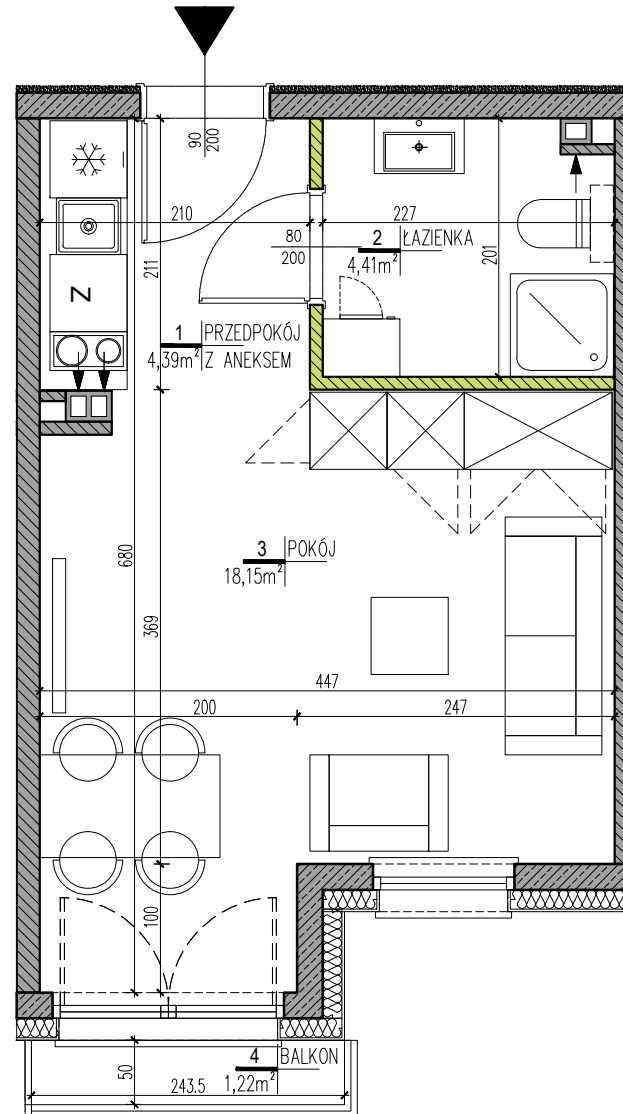 90
200
210
227
80
200
2 ŁAZIENKA
4,41m²
201
211
Z
1 PRZEDPOKÓJ
4,39m² Z ANEKSEM
680
3 POKÓJ
18,15m²
369
447
200
247
100
4 BALKON
1,22m²
50
243.5